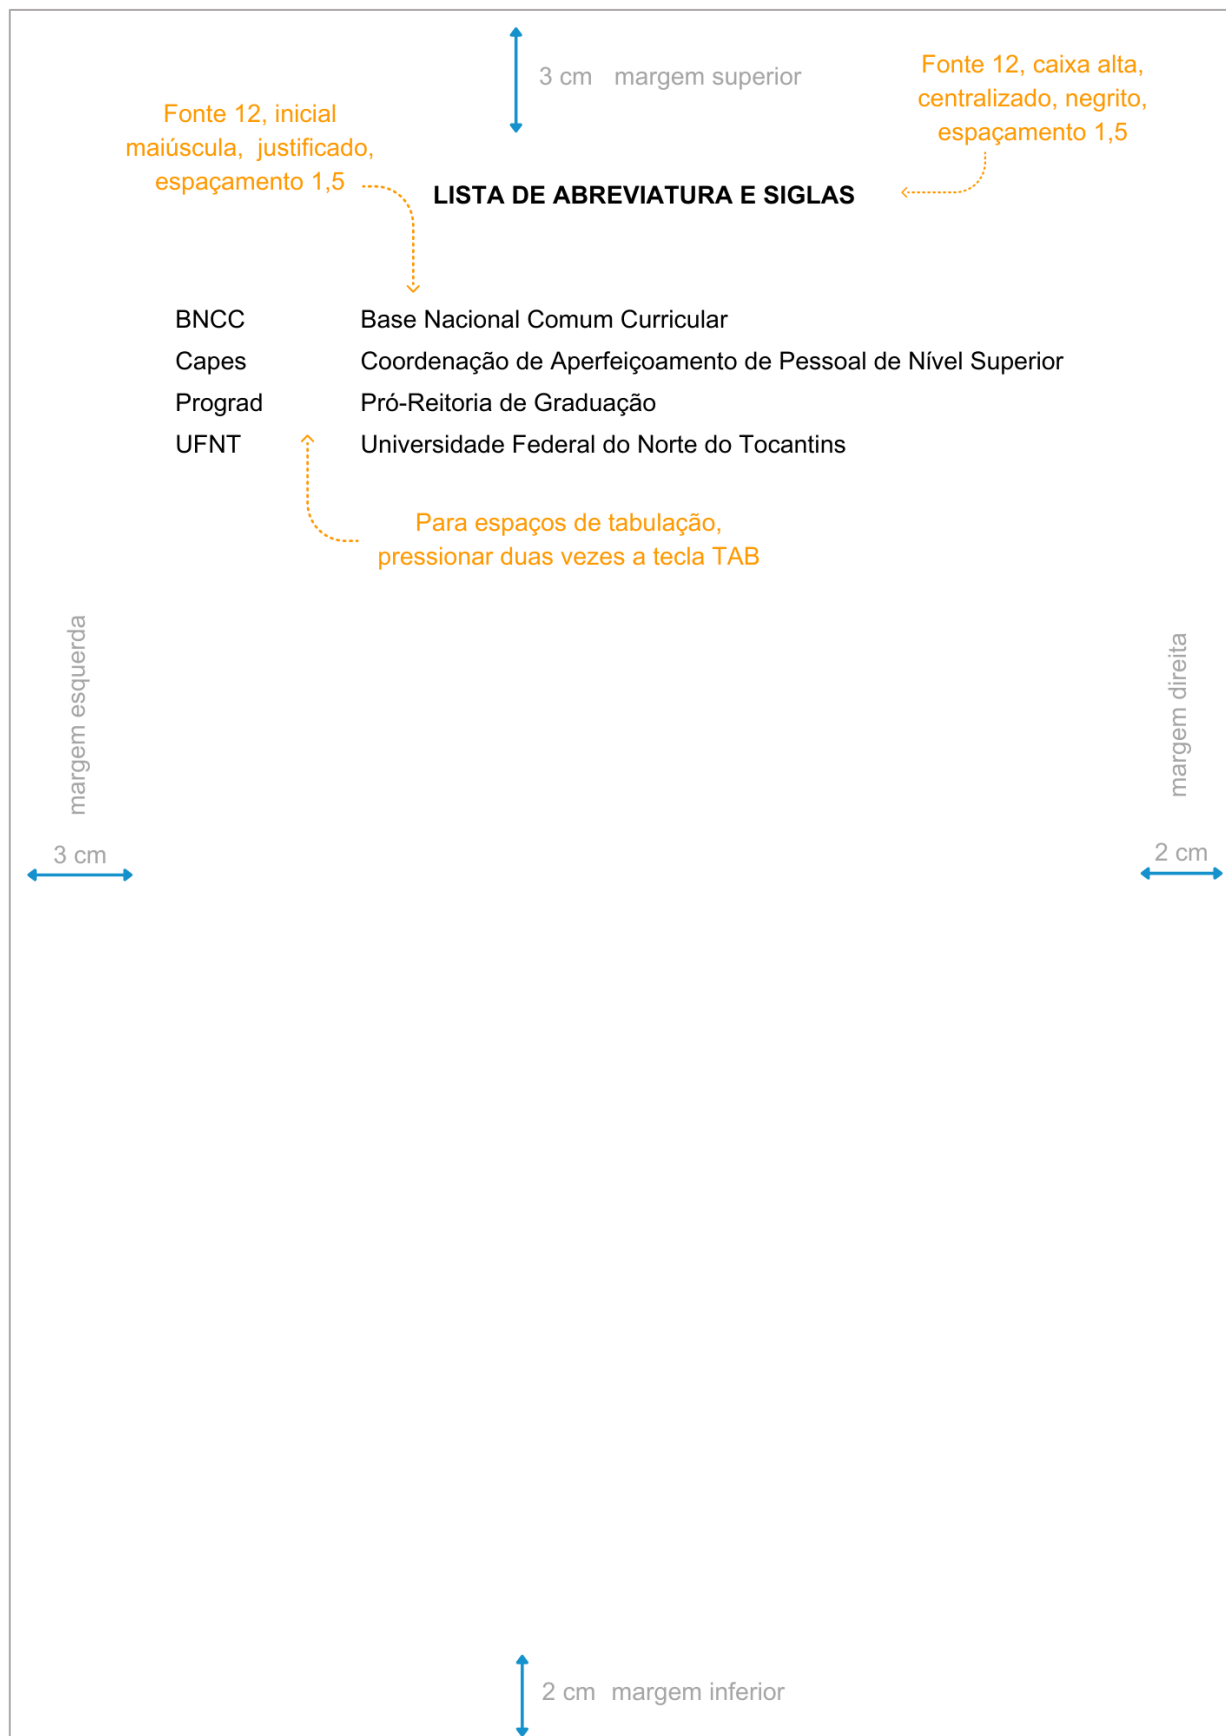 3 cm margem superior
Fonte 12, caixa alta,
centralizado, negrito,
espaçamento 1,5
Fonte 12, inicial
maiúscula, justificado,
espaçamento 1,5
LISTA DE ABREVIATURA E SIGLAS
BNCC Base Nacional Comum Curricular
Capes Coordenação de Aperfeiçoamento de Pessoal de Nível Superior
Prograd Pró-Reitoria de Graduação
UFNT Universidade Federal do Norte do Tocantins
Para espaços de tabulação,
pressionar duas vezes a tecla TAB
margem esquerda
3 cm
margem direita
2 cm
2 cm margem inferior